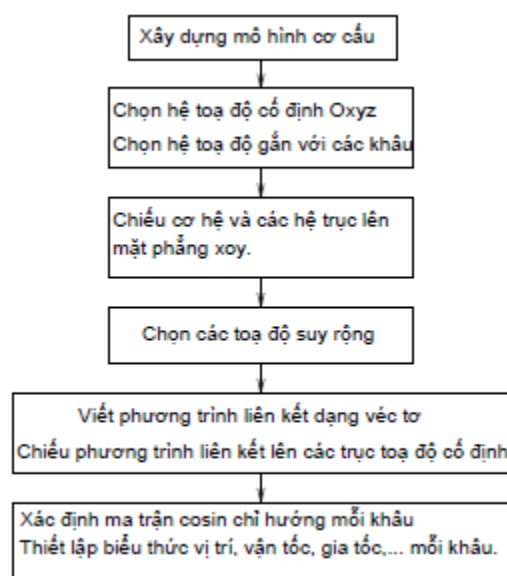 Xây dựng mô hình cơ cấu
Chọn hệ toạ độ cố định Oxyz
Chọn hệ toạ độ gắn với các khâu
Chiếu cơ hệ và các hệ trục lên
mặt phẳng xoy.
Chọn các toạ độ suy rộng
Viết phương trình liên kết dạng véc tơ
Chiếu phương trình liên kết lên các trục toạ độ cố định
Xác định ma trận cosin chỉ hướng mỗi khâu
Thiết lập biểu thức vị trí, vận tốc, gia tốc,... mỗi khâu.